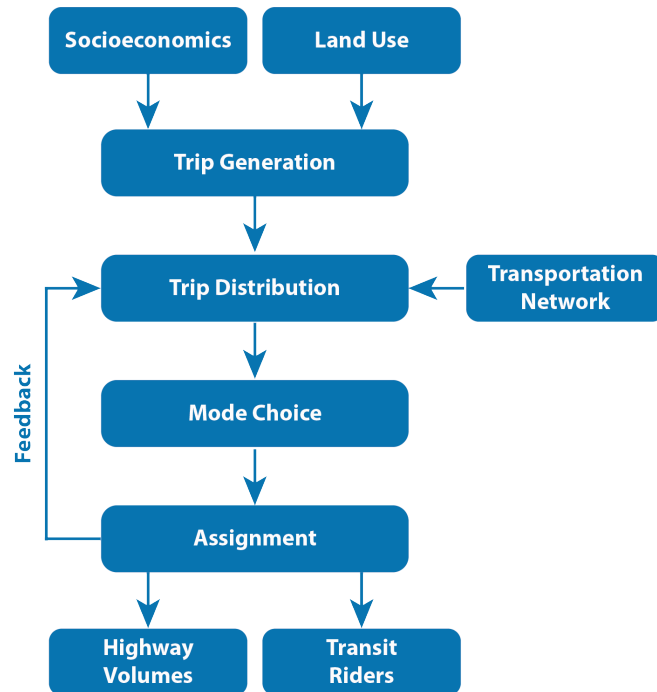 Socioeconomics
Land Use
Trip Generation
Trip Distribution
Transportation
Network
Feedback
Mode Choice
Assignment
Highway
Volumes
Transit
Riders